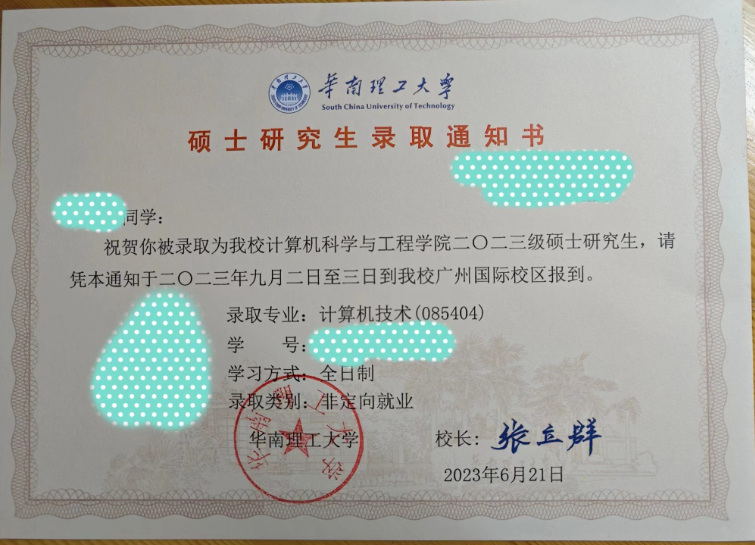 华南理工大学
South China University of Technology
硕士研究生录取通知书
同学：
祝贺你被录取为我校计算机科学与工程学院二〇二三级硕士研究生，请
凭本通知于二〇二三年九月二日至三日到我校广州国际校区报到。
录取专业：计算机技术(085404)
学 号：
学习方式：全日制
录取类别：非定向就业
华南理工大学
校长：张立群
2023年6月21日
华南理工大学